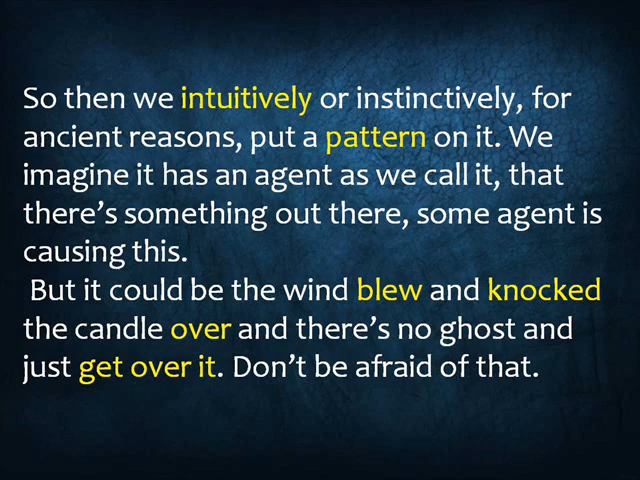 So then we intuitively or instinctively, for
ancient reasons, put a pattern on it. We
imagine it has an agent as we call it, that
there’s something out there, some agent is
causing this.
But it could be the wind blew and knocked
the candle over and there’s no ghost and
just get over it. Don’t be afraid of that.